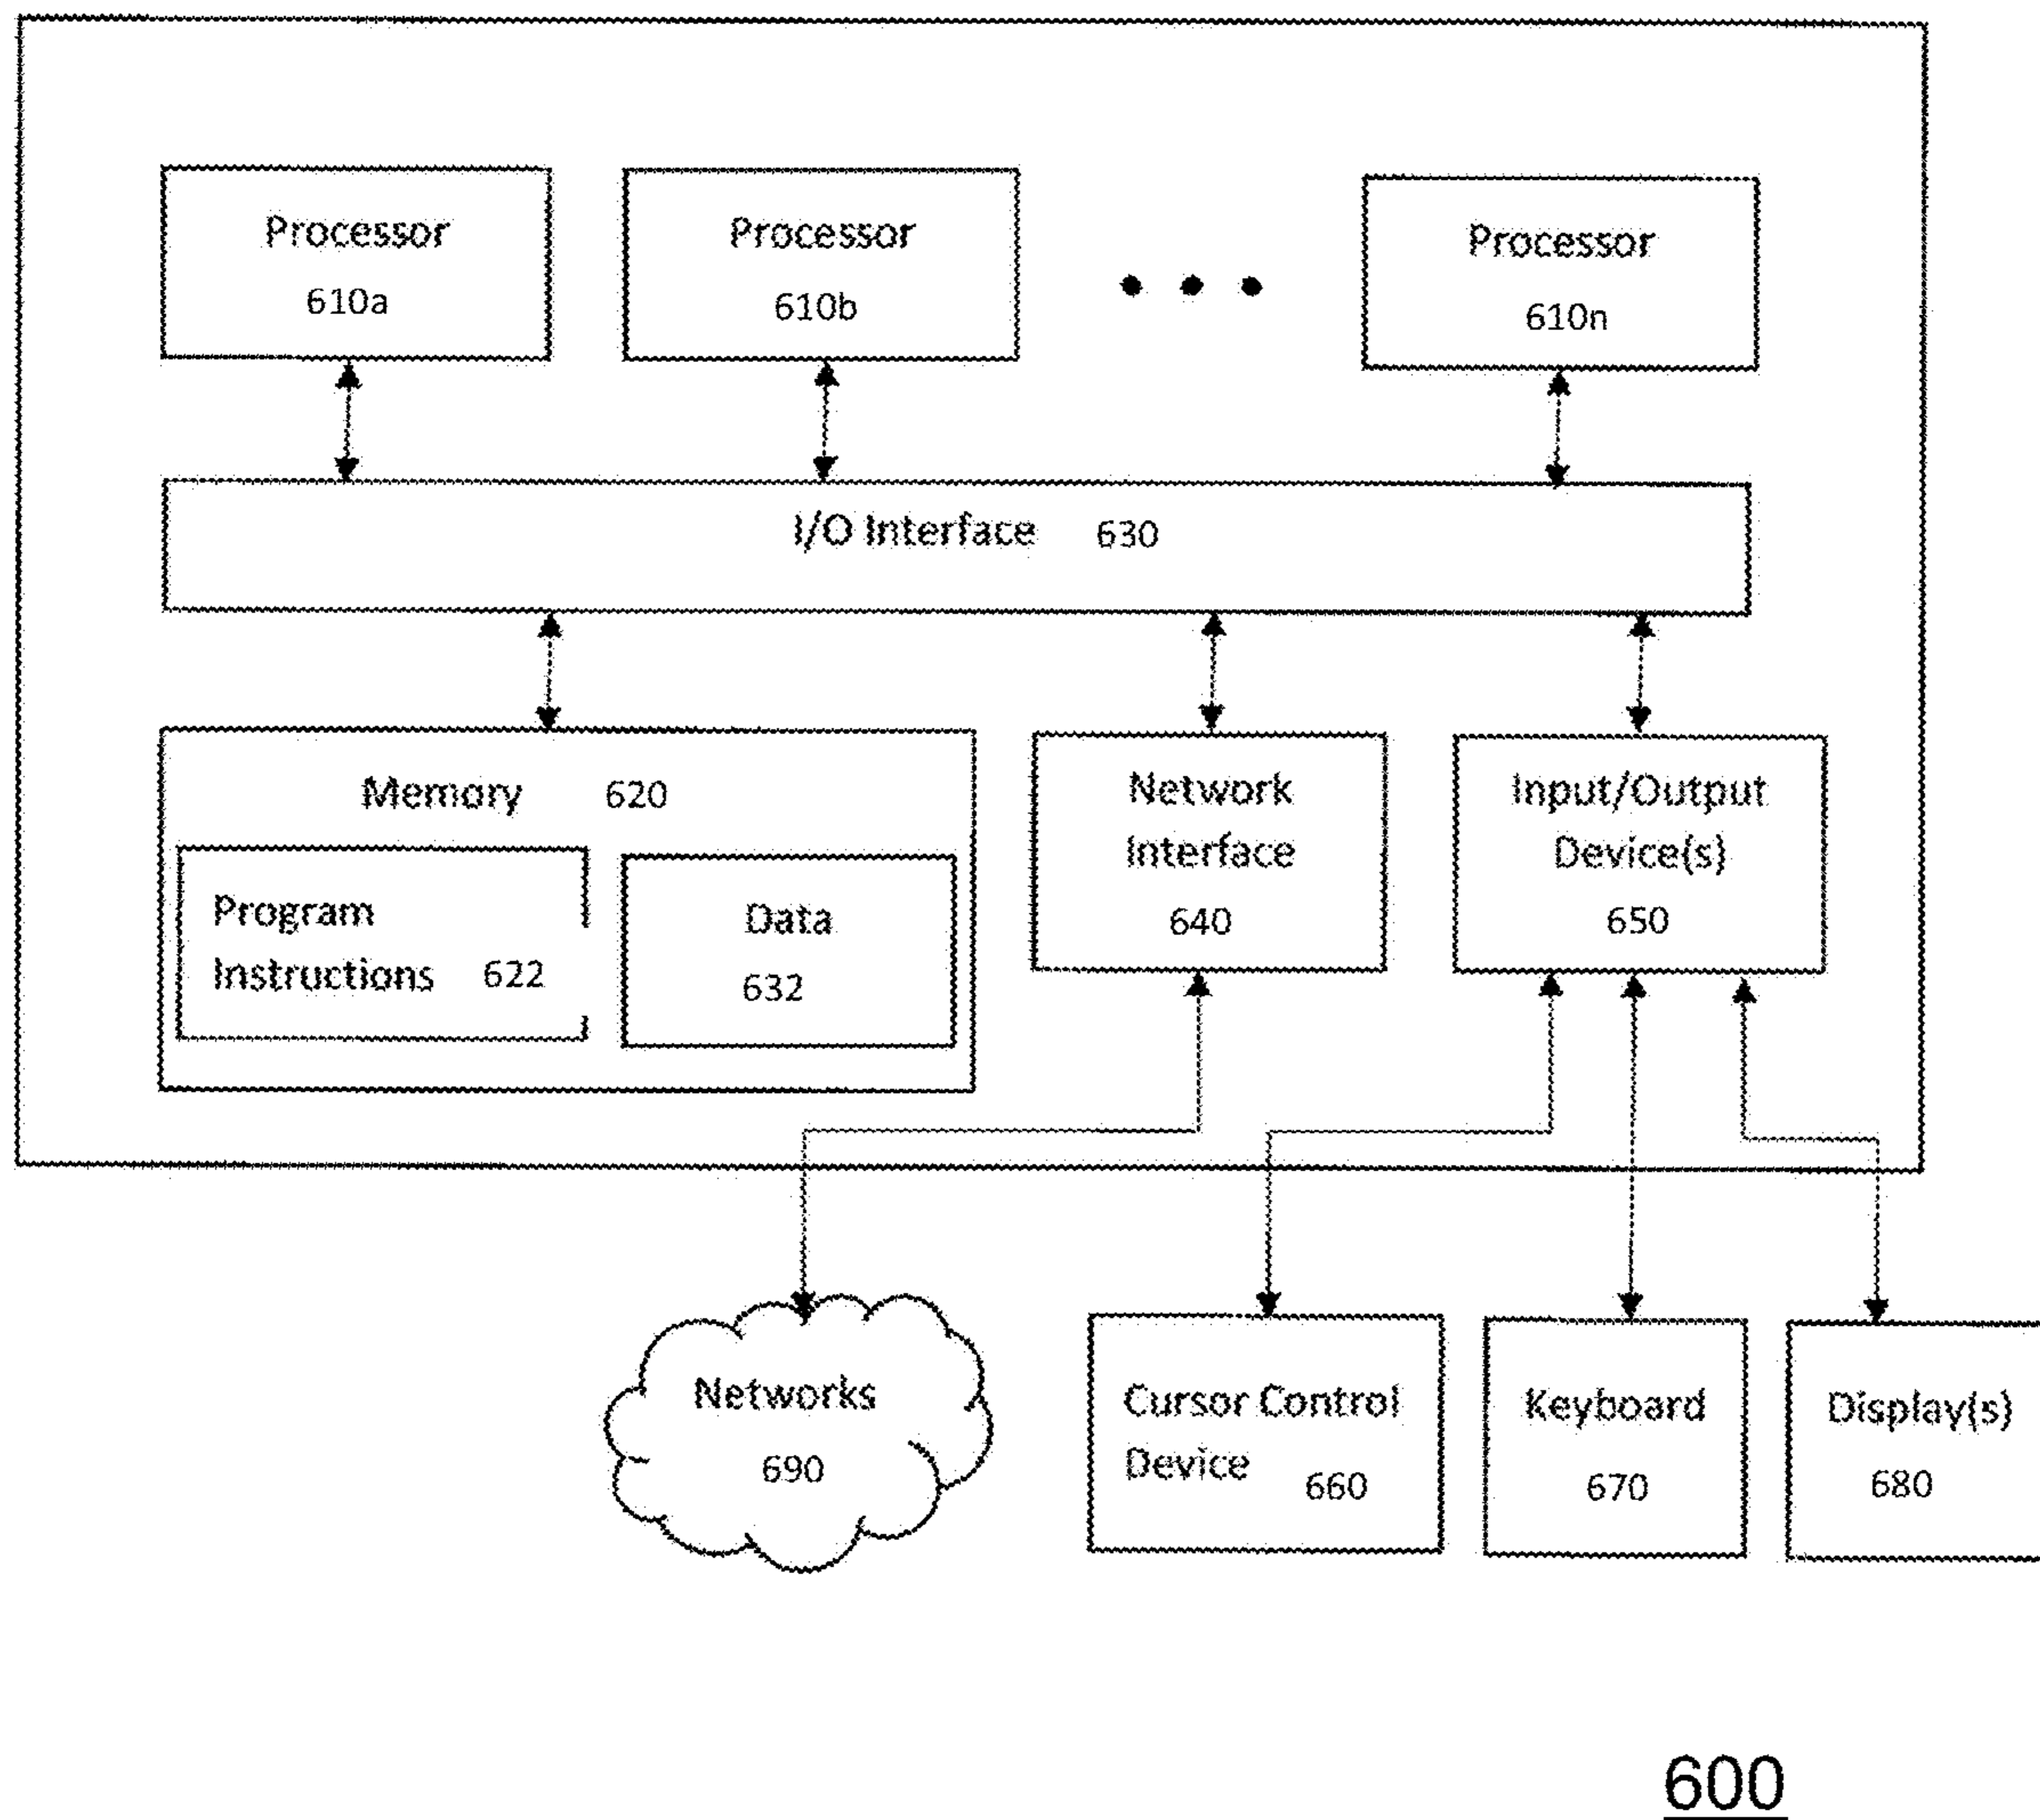 Processor
610a
Processor
610b
Processor
610n
I/O Interface 630
Memory 620
Program
Instructions 622
Data
632
Network
Interface
640
Input/Output
Device(s)
650
Networks
690
Cursor Control
Device 660
Keyboard
670
Display(s)
680
600